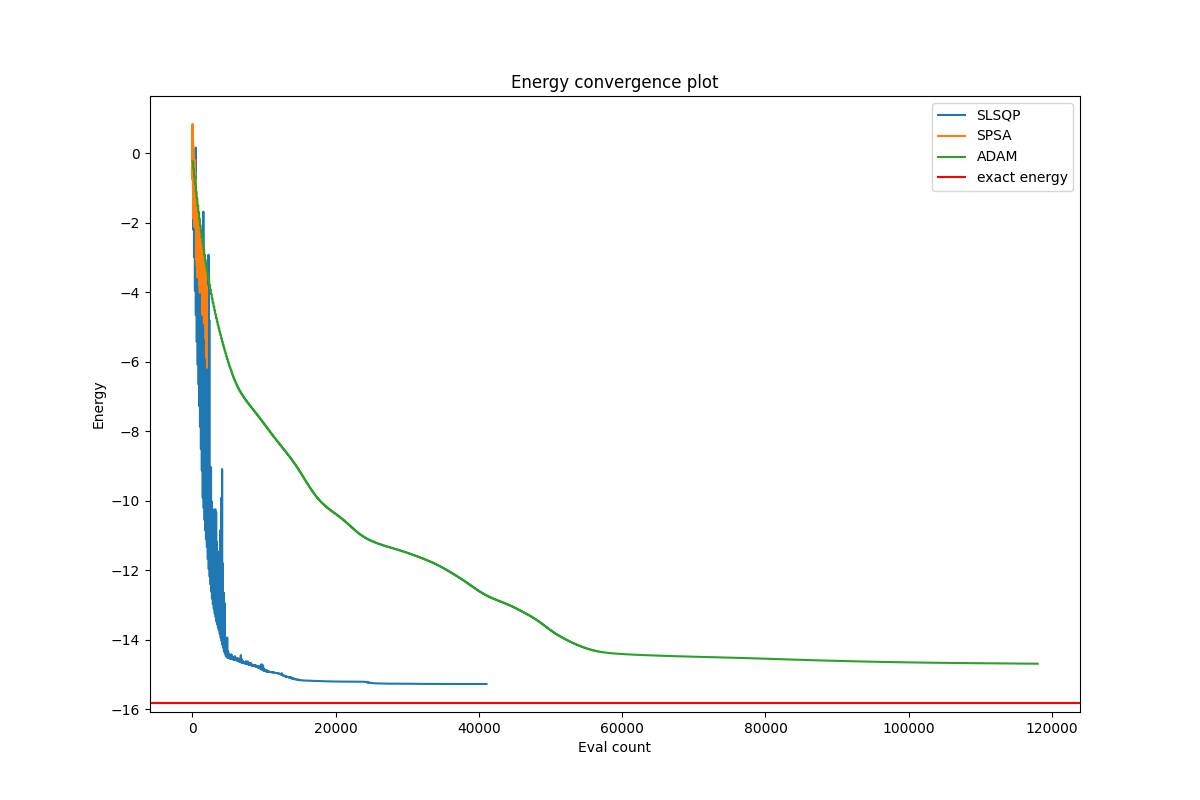 Energy convergence plot
SLSQP
SPSA
ADAM
exact energy
Energy
0
−2
−4
−6
−8
−10
−12
−14
−16
0 20000 40000 60000 80000 100000 120000
Eval count